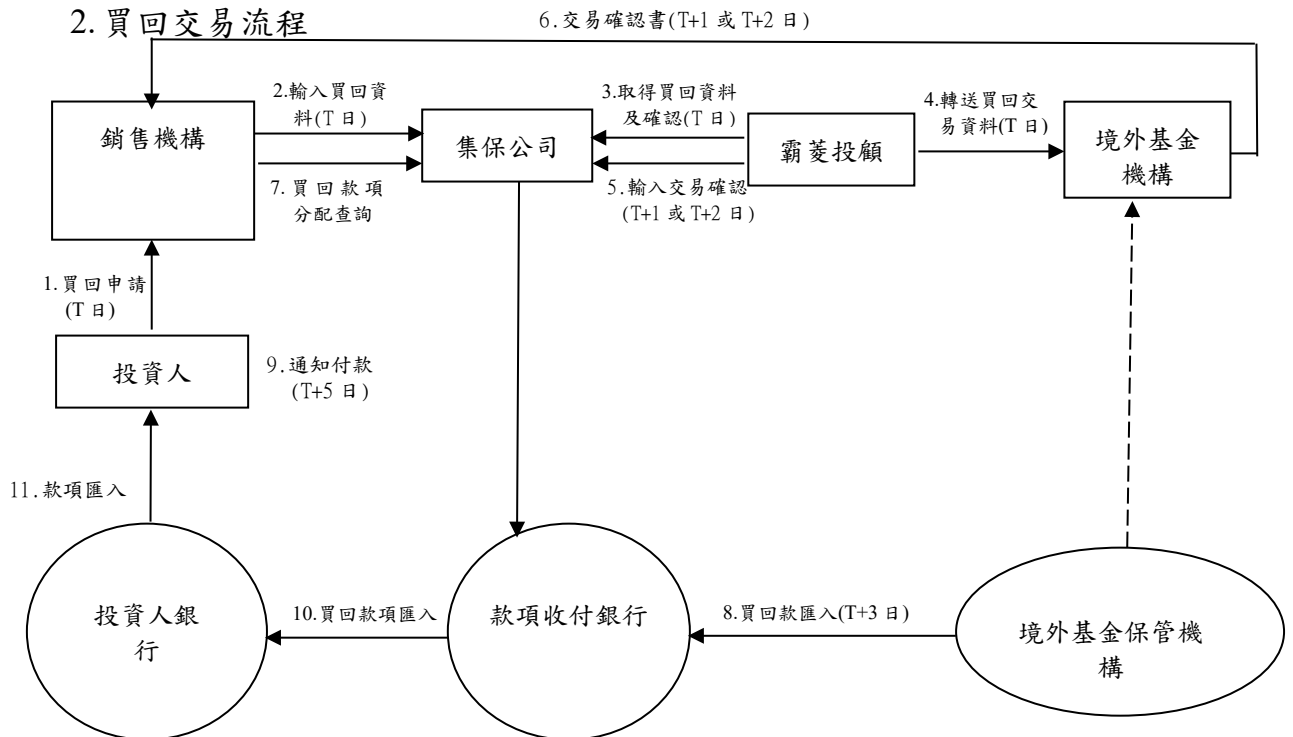 2.買回交易流程
6.交易確認書(T+1 或 T+2 日)
銷售機構
2.輸入買回資
料(T 日)
集保公司
3.取得買回資料
及確認(T 日)
霸菱投顧
4.轉送買回交
易資料(T 日)
境外基金
機構
7.買回款項
分配查詢
5.輸入交易確認
(T+1 或 T+2 日)
1.買回申請
(T 日)
投資人
9.通知付款
(T+5 日)
11.款項匯入
投資人銀
行
10.買回款項匯入
款項收付銀行
8.買回款匯入(T+3 日)
境外基金保管機
構